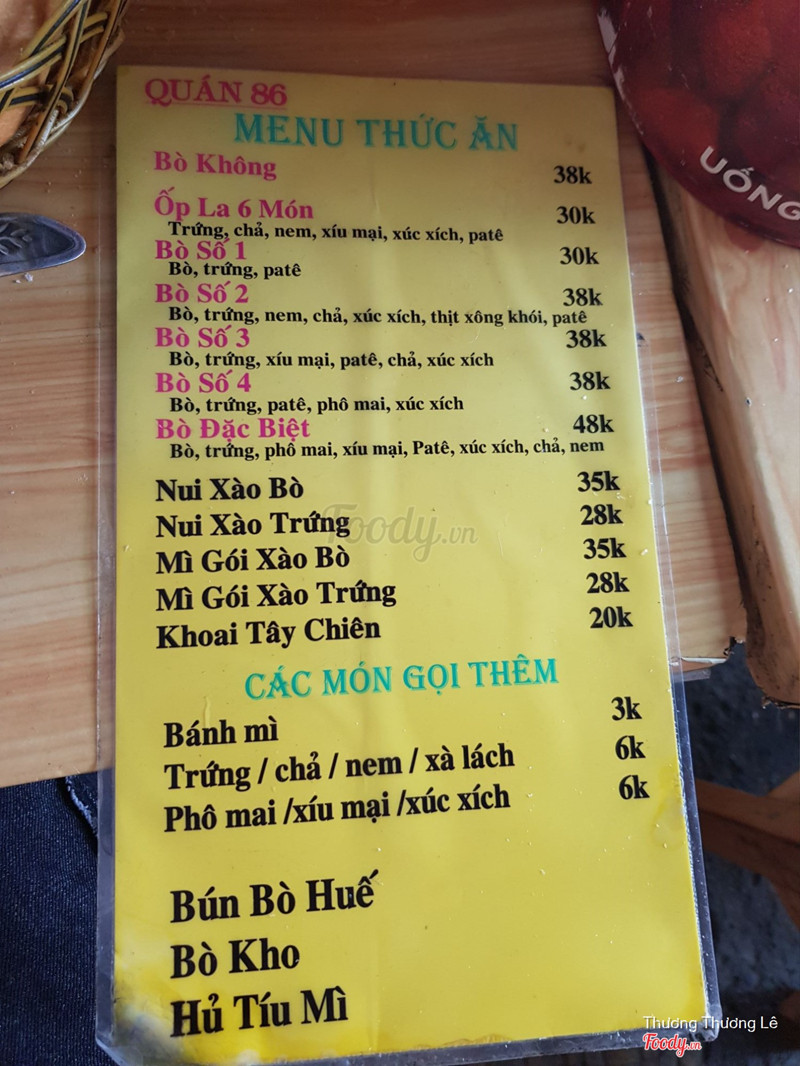 QUÁN 86
MENU THỨC ĂN
Bò Không 38k
Ốp La 6 Món 30k
Trứng, chả, nem, xíu mại, xúc xích, patê
Bò Số 1 30k
Bò, trứng, patê
Bò Số 2 38k
Bò, trứng, nem, chả, xúc xích, thịt xông khói, patê
Bò Số 3 38k
Bò, trứng, xíu mại, patê, chả, xúc xích
Bò Số 4 38k
Bò, trứng, patê, phô mai, xúc xích
Bò Đặc Biệt 48k
Bò, trứng, phô mai, xíu mại, Patê, xúc xích, chả, nem
Nui Xào Bò 35k
Nui Xào Trứng 28k
Mì Gói Xào Bò 35k
Mì Gói Xào Trứng 28k
Khoai Tây Chiên 20k
CÁC MÓN GỌI THÊM
Bánh mì 3k
Trứng / chả / nem / xà lách 6k
Phô mai /xíu mại /xúc xích 6k
Bún Bò Huế
Bò Kho
Hủ Tíu Mì
UỐNG
Foody.vn
Thương Thương Lê
Foody.vn